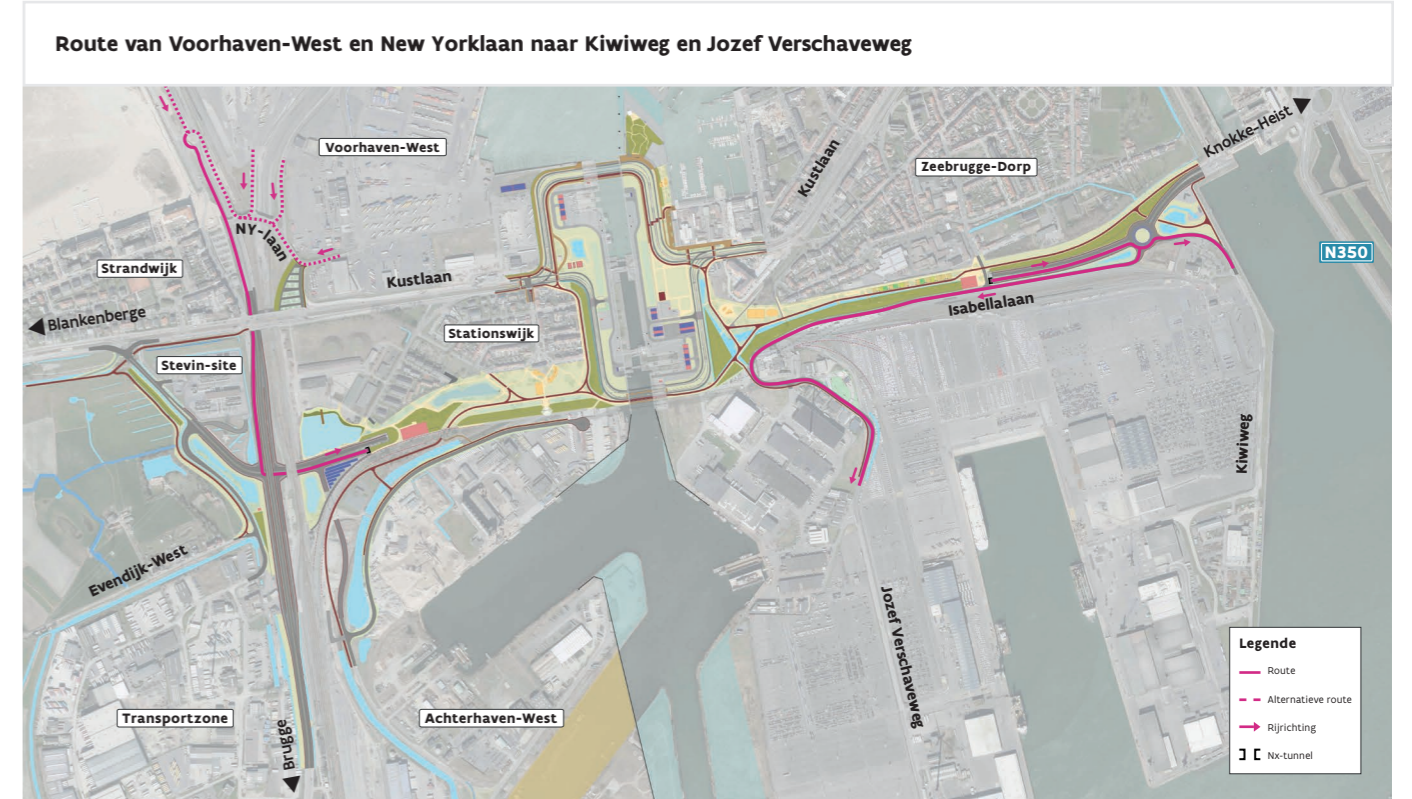 Route van Voorhaven-West en New Yorklaan naar Kiwiweg en Jozef Verschaveweg
Knokke-Heist
Voorhaven-West
Kustlaan
Zeebrugge-Dorp
NY-laan
N350
Strandwijk
Kustlaan
Blankenberge
Isabellalaan
Stationswijk
Stevin-site
Kiwiweg
Evendijk-West
Jozef Verschaveweg
Legende
Route
Alternatieve route
Transportzone
Achterhaven-West
Rijrichting
Brugge
Nx-tunnel